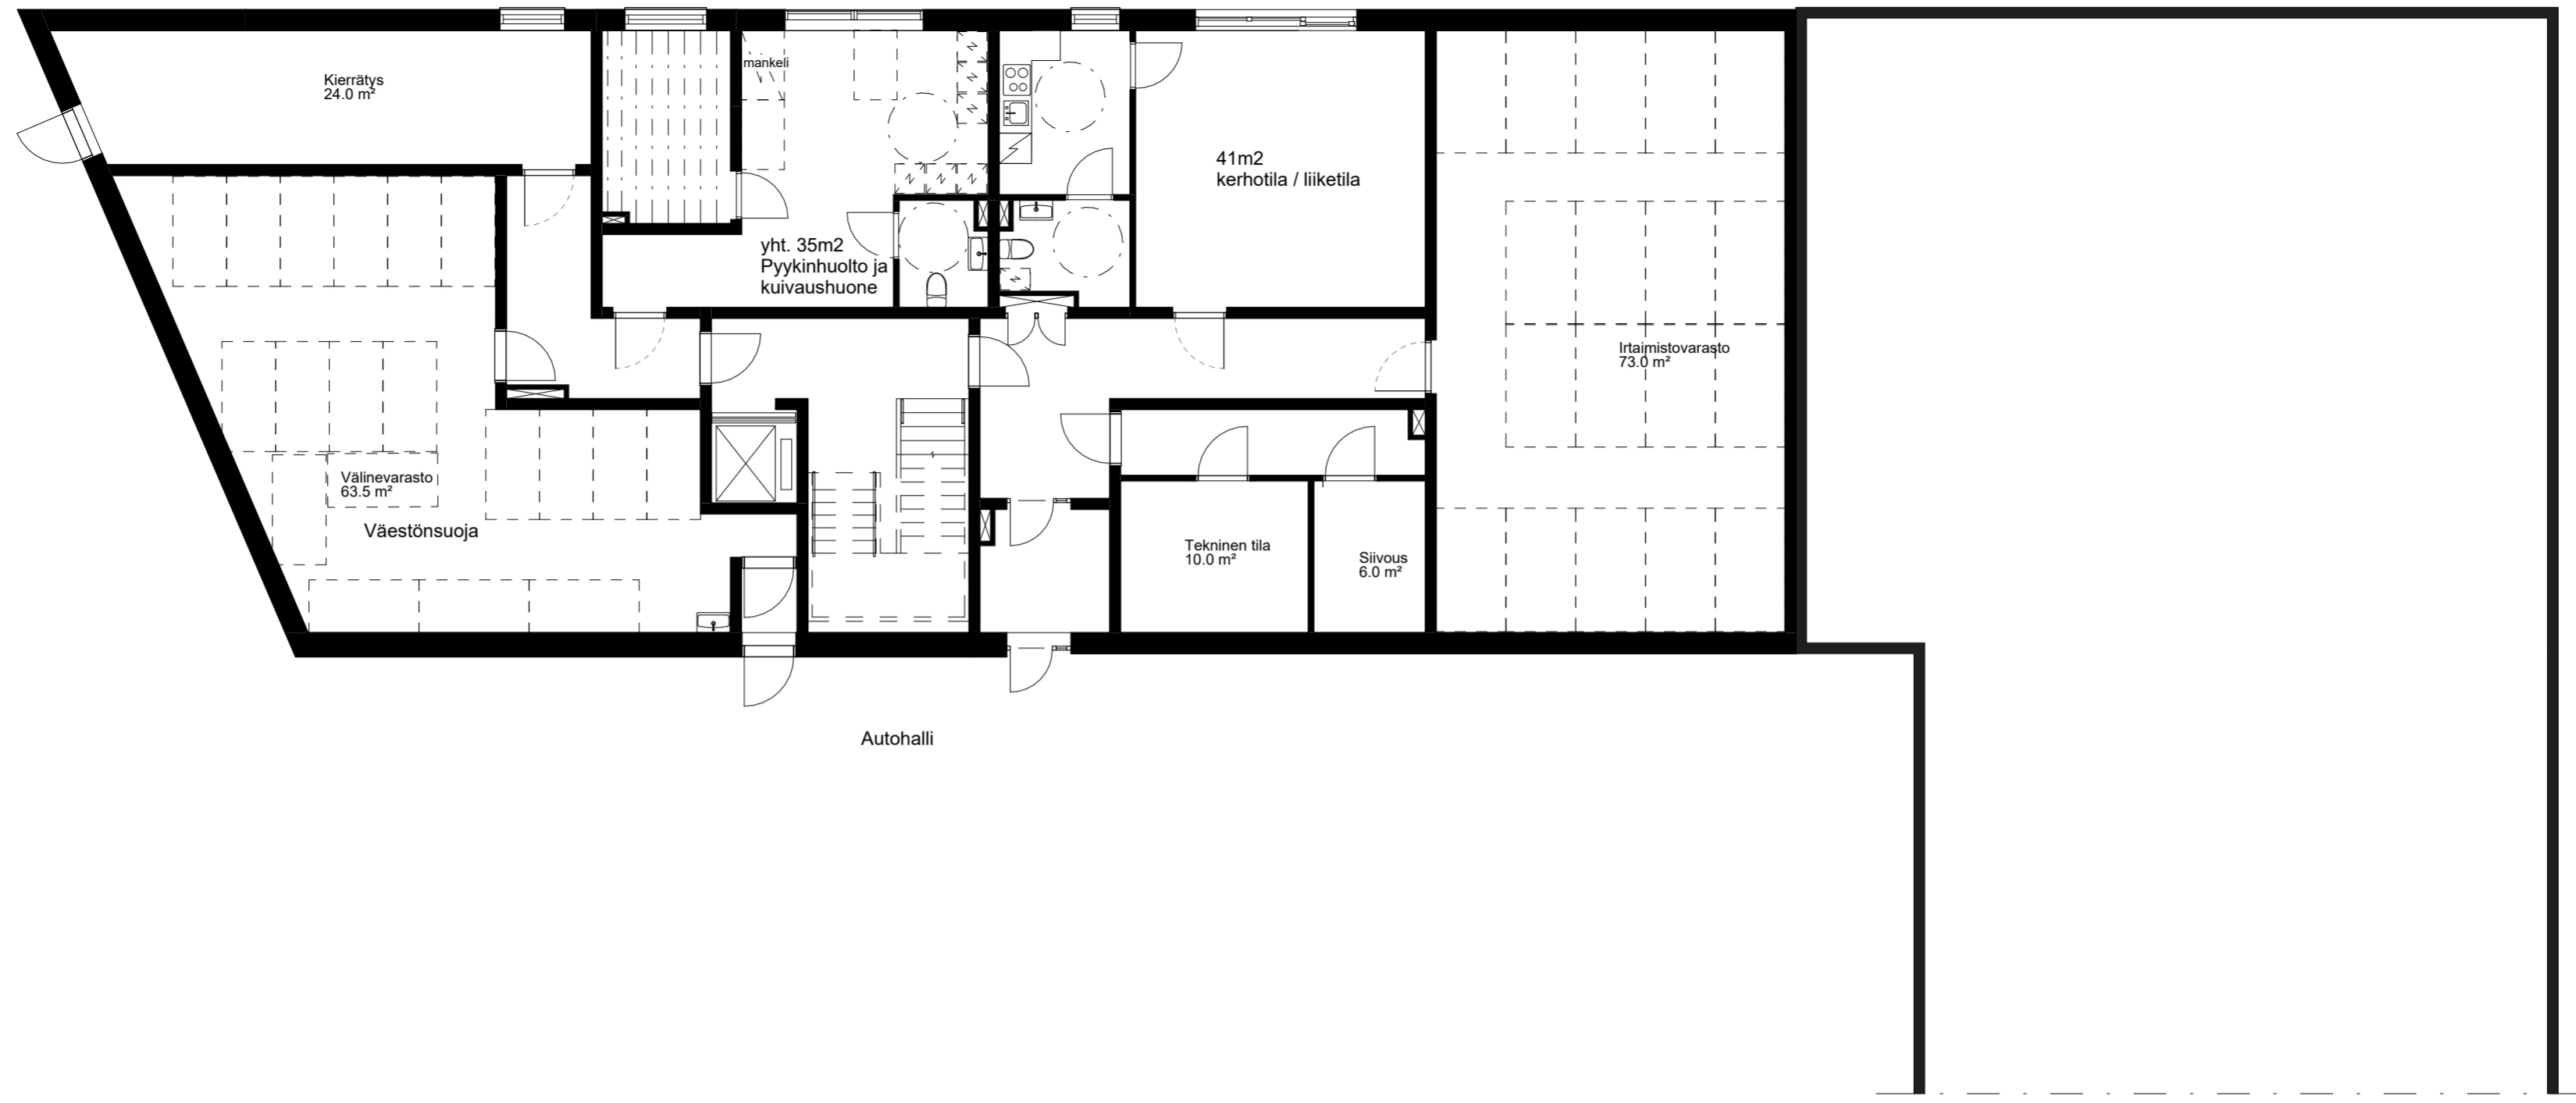 Kierrätys
24.0 m²
mankeli
41m2
kerhotila / liiketila
yht. 35m2
Pyykinhuolto ja
kuivaushuone
Irtaimistovarasto
73.0 m²
Välinevarasto
63.5 m²
Väestönsuoja
Tekninen tila
10.0 m²
Siivous
6.0 m²
Autohalli